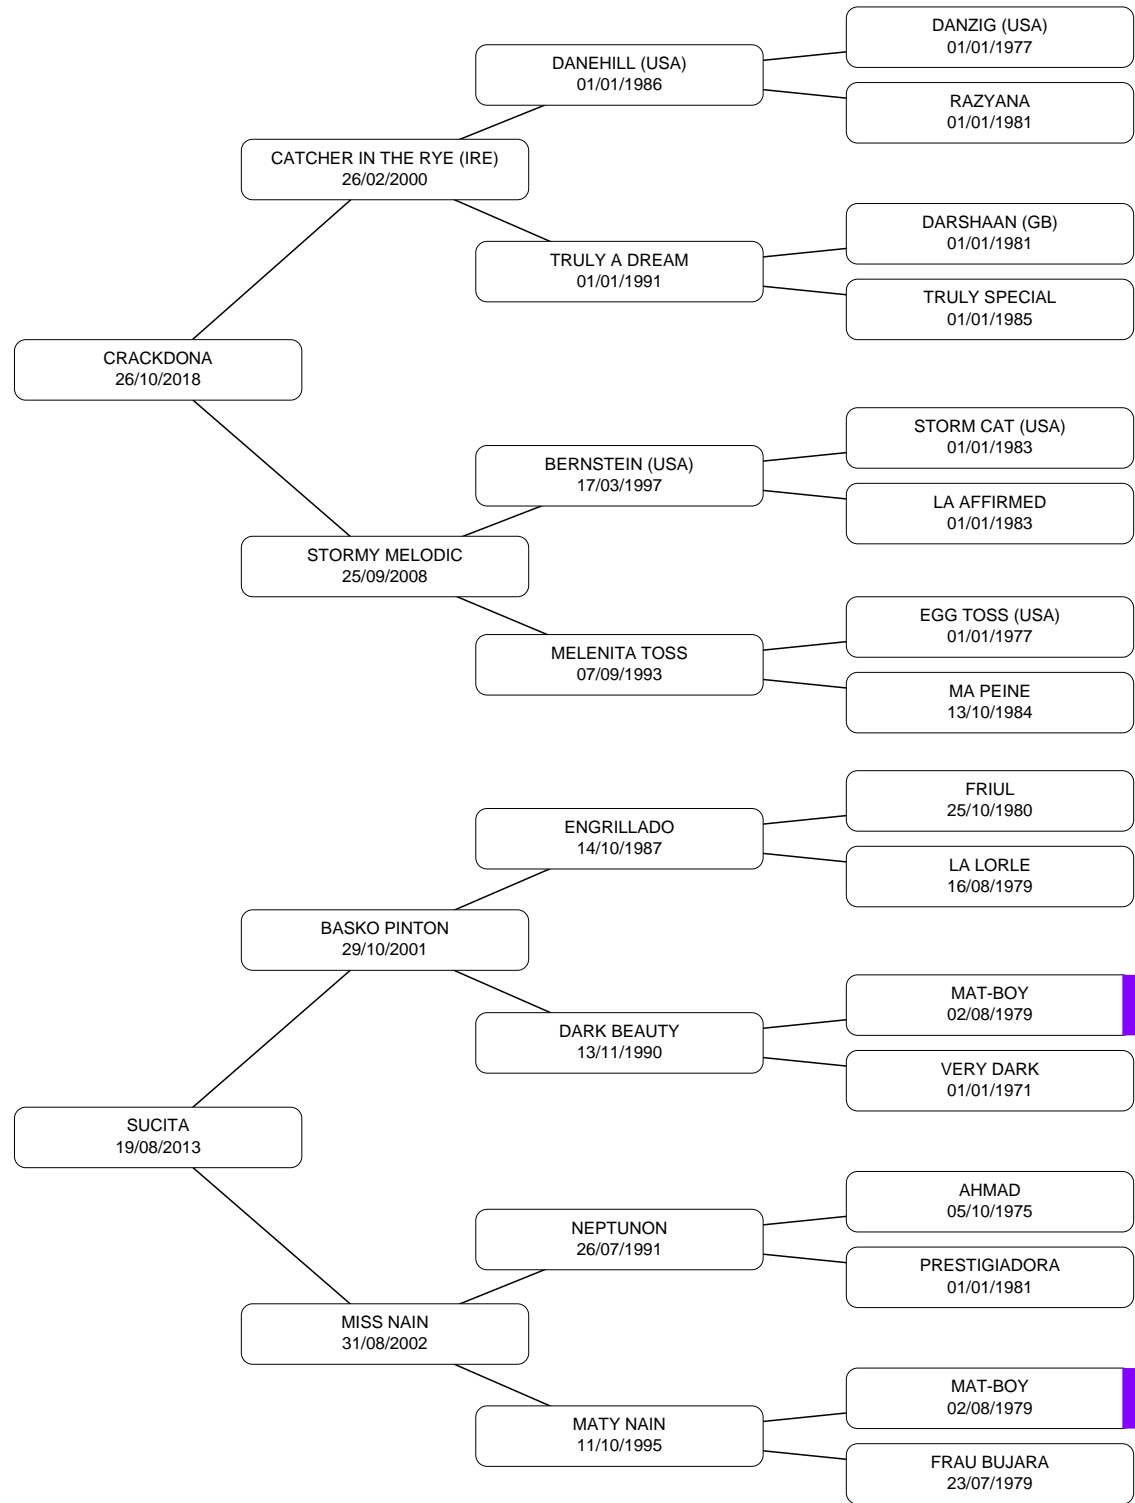 DANZIG (USA)
01/01/1977
DANEHILL (USA)
01/01/1986
RAZYANA
01/01/1981
CATCHER IN THE RYE (IRE)
26/02/2000
DARSHAAN (GB)
01/01/1981
TRULY A DREAM
01/01/1991
TRULY SPECIAL
01/01/1985
CRACKDONA
26/10/2018
STORM CAT (USA)
01/01/1983
BERNSTEIN (USA)
17/03/1997
LA AFFIRMED
01/01/1983
STORMY MELODIC
25/09/2008
EGG TOSS (USA)
01/01/1977
MELENITA TOSS
07/09/1993
MA PEINE
13/10/1984
FRIUL
25/10/1980
ENGRILLADO
14/10/1987
LA LORLE
16/08/1979
BASKO PINTON
29/10/2001
MAT-BOY
02/08/1979
DARK BEAUTY
13/11/1990
VERY DARK
01/01/1971
SUCITA
19/08/2013
AHMAD
05/10/1975
NEPTUNON
26/07/1991
PRESTIGIADORA
01/01/1981
MISS NAIN
31/08/2002
MAT-BOY
02/08/1979
MATY NAIN
11/10/1995
FRAU BUJARA
23/07/1979